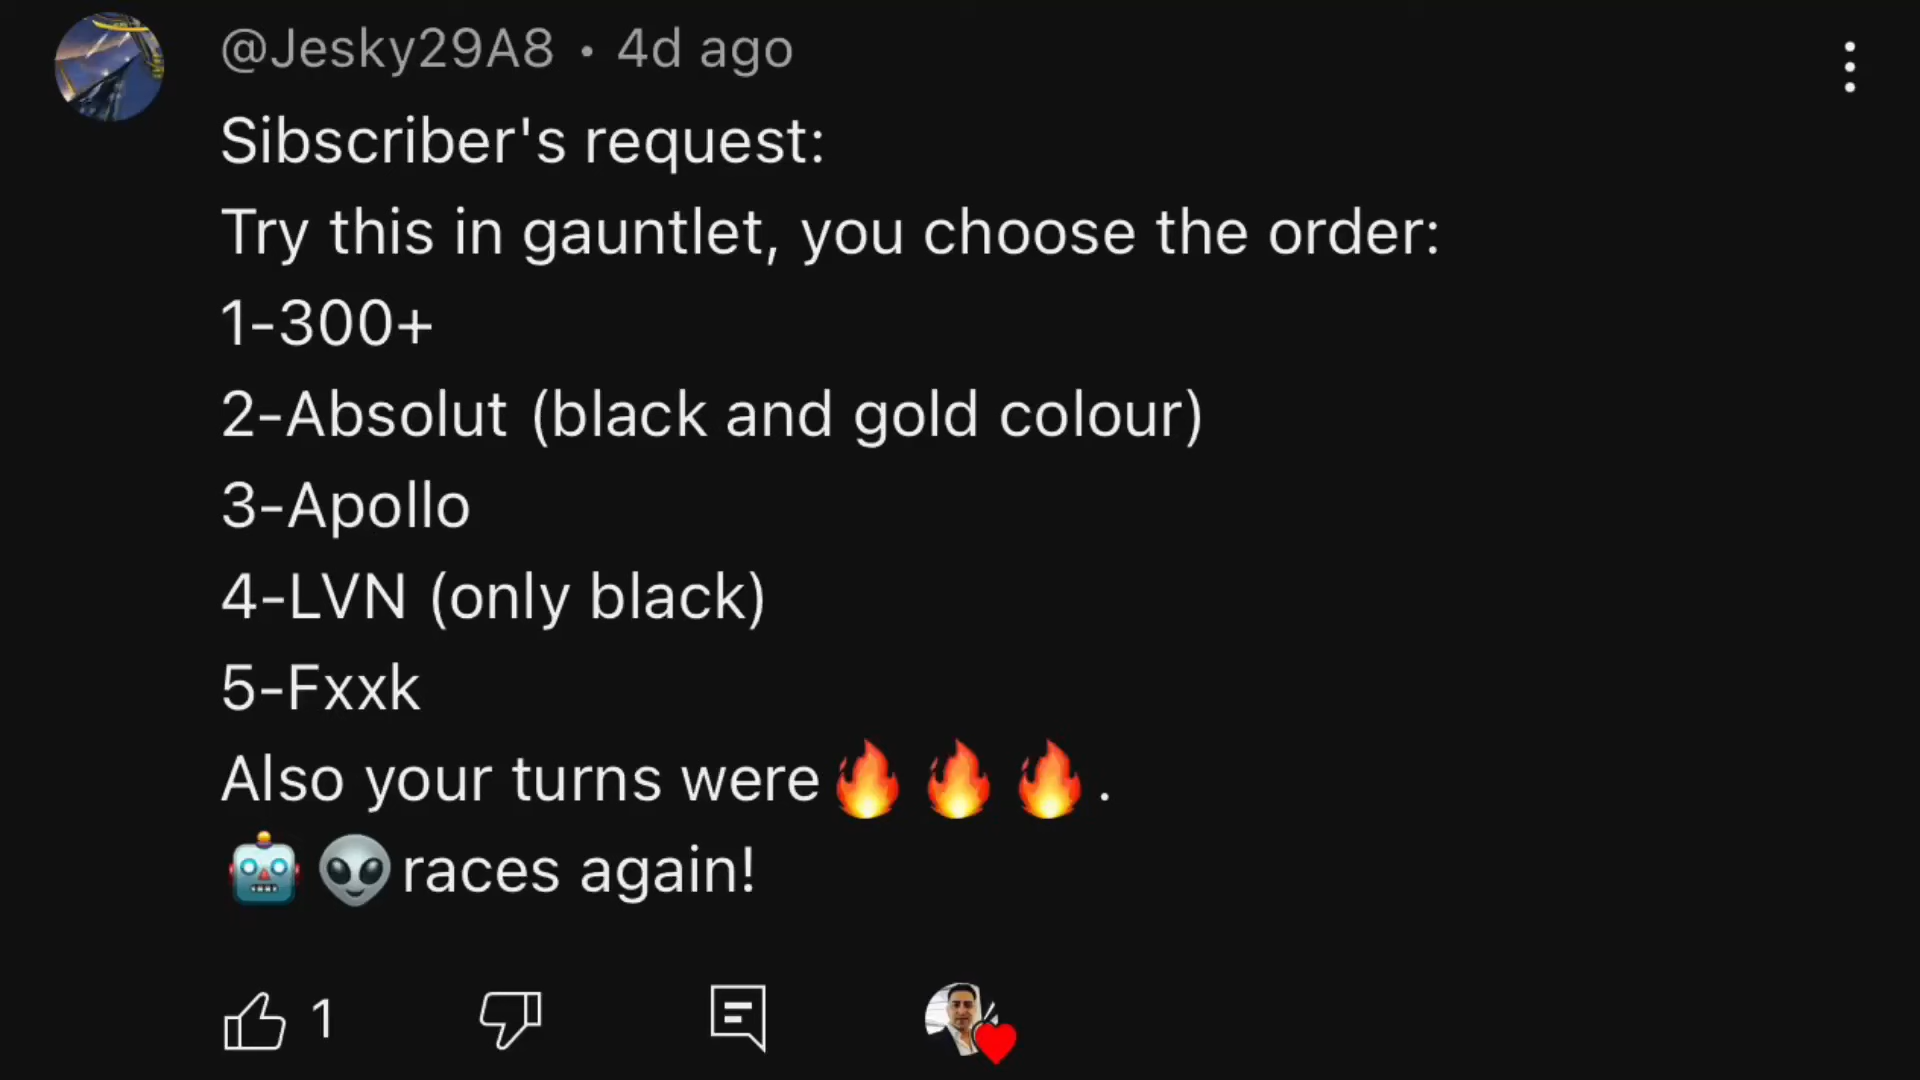 @Jesky29A8 • 4d ago
Sibscriber's request:
Try this in gauntlet, you choose the order:
1-300+
2-Absolut (black and gold colour)
3-Apollo
4-LVN (only black)
5-Fxxk
Also your turns were🔥🔥🔥.
🤖👽races again!
1